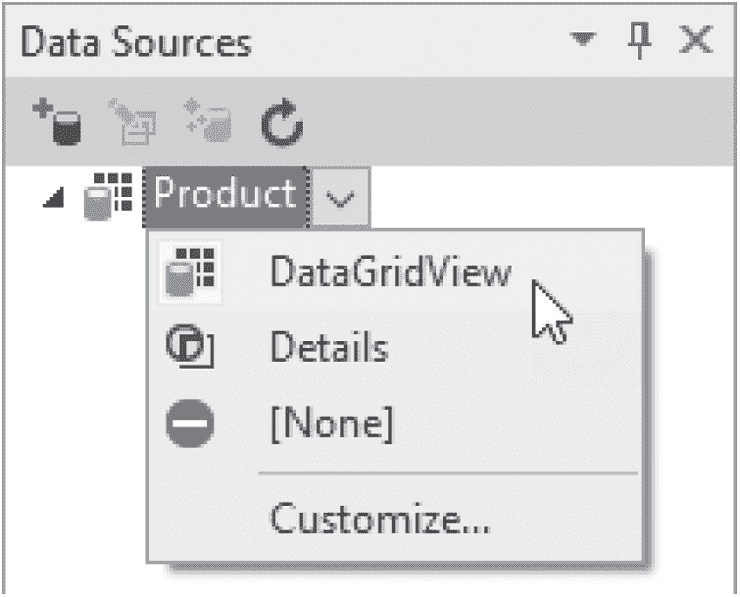 Data Sources
Product
DataGridView
Details
[None]
Customize...